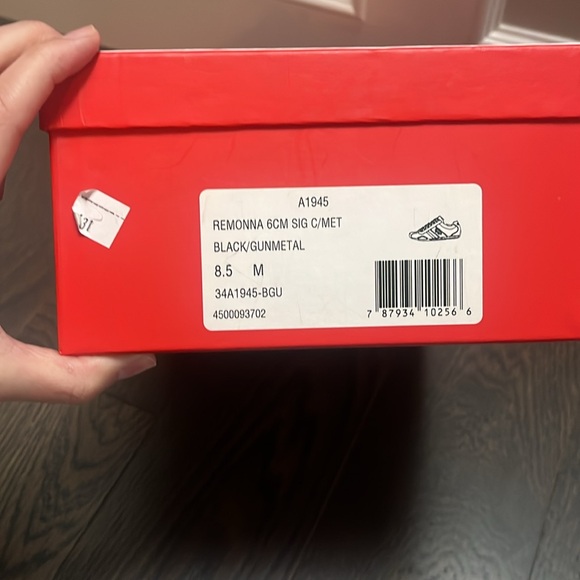 A1945
REMONNA 6CM SIG C/MET
BLACK/GUNMETAL
8.5 M
34A1945-BGU
4500093702
7 87934 10256 6